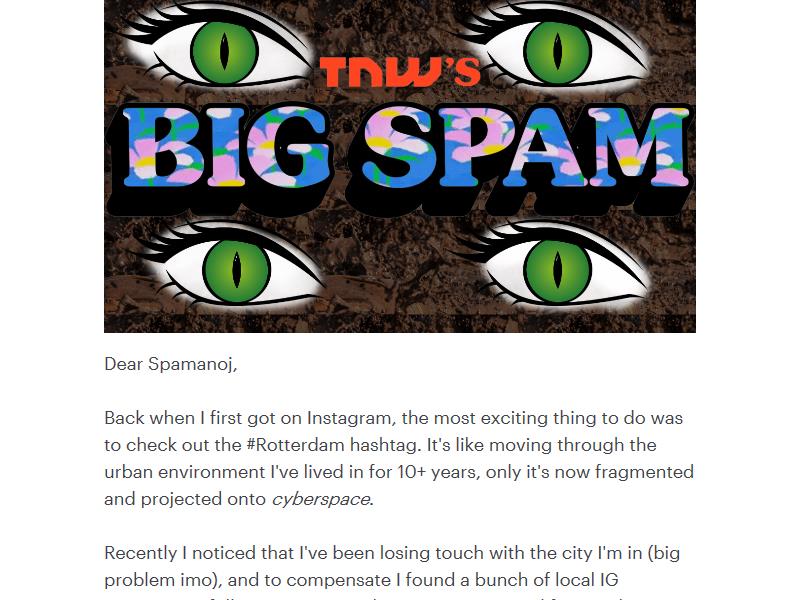 TNW'S
BIG SPAM
Dear Spamanoj,
Back when I first got on Instagram, the most exciting thing to do was
to check out the #Rotterdam hashtag. It's like moving through the
urban environment I've lived in for 10+ years, only it's now fragmented
and projected onto cyberspace.
Recently I noticed that I've been losing touch with the city I'm in (big
problem imo), and to compensate I found a bunch of local IG